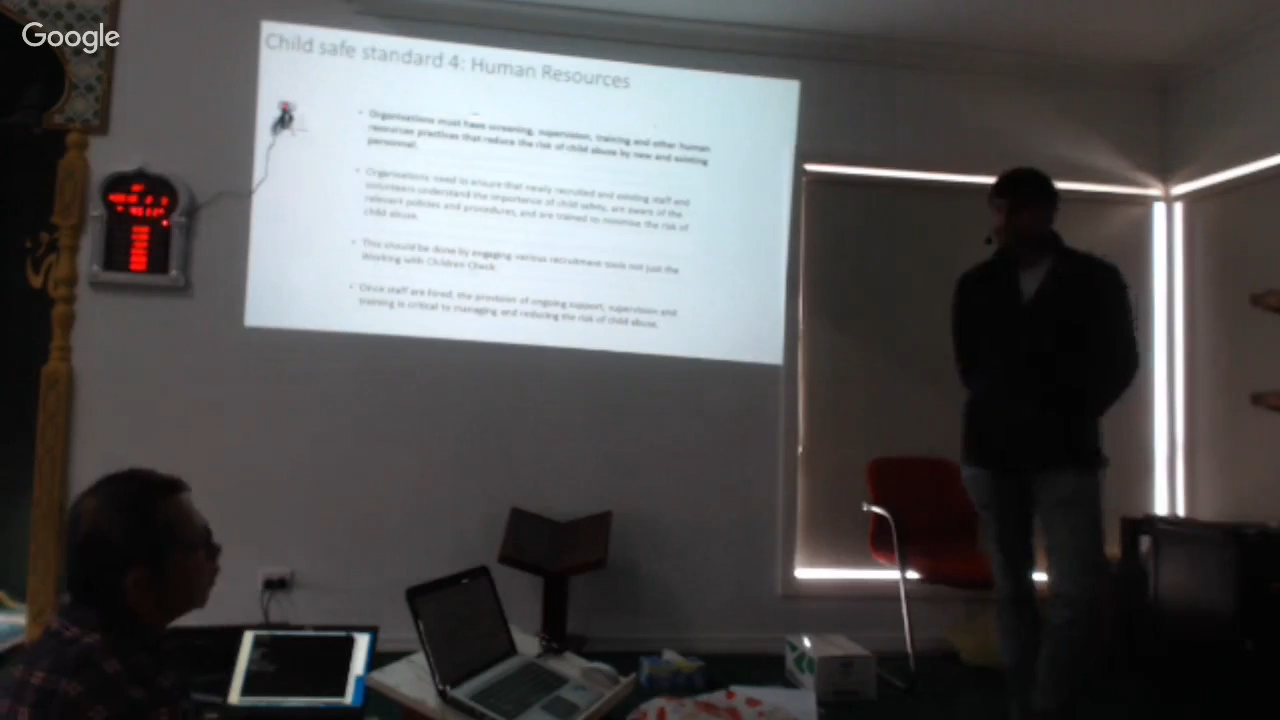 Google
Child safe standard 4: Human Resources
• Organisations must have screening, supervision, training and other human
resources practices that reduce the risk of child abuse by new and existing
personnel.
• Organisations need to ensure that newly recruited and existing staff and
volunteers understand the importance of child safety, are aware of the
relevant policies and procedures, and are trained to minimise the risk of
child abuse.
• This should be done by engaging various recruitment tools not just the
Working with Children Check.
• Once staff are hired, the provision of ongoing support, supervision and
training is critical to managing and reducing the risk of child abuse.